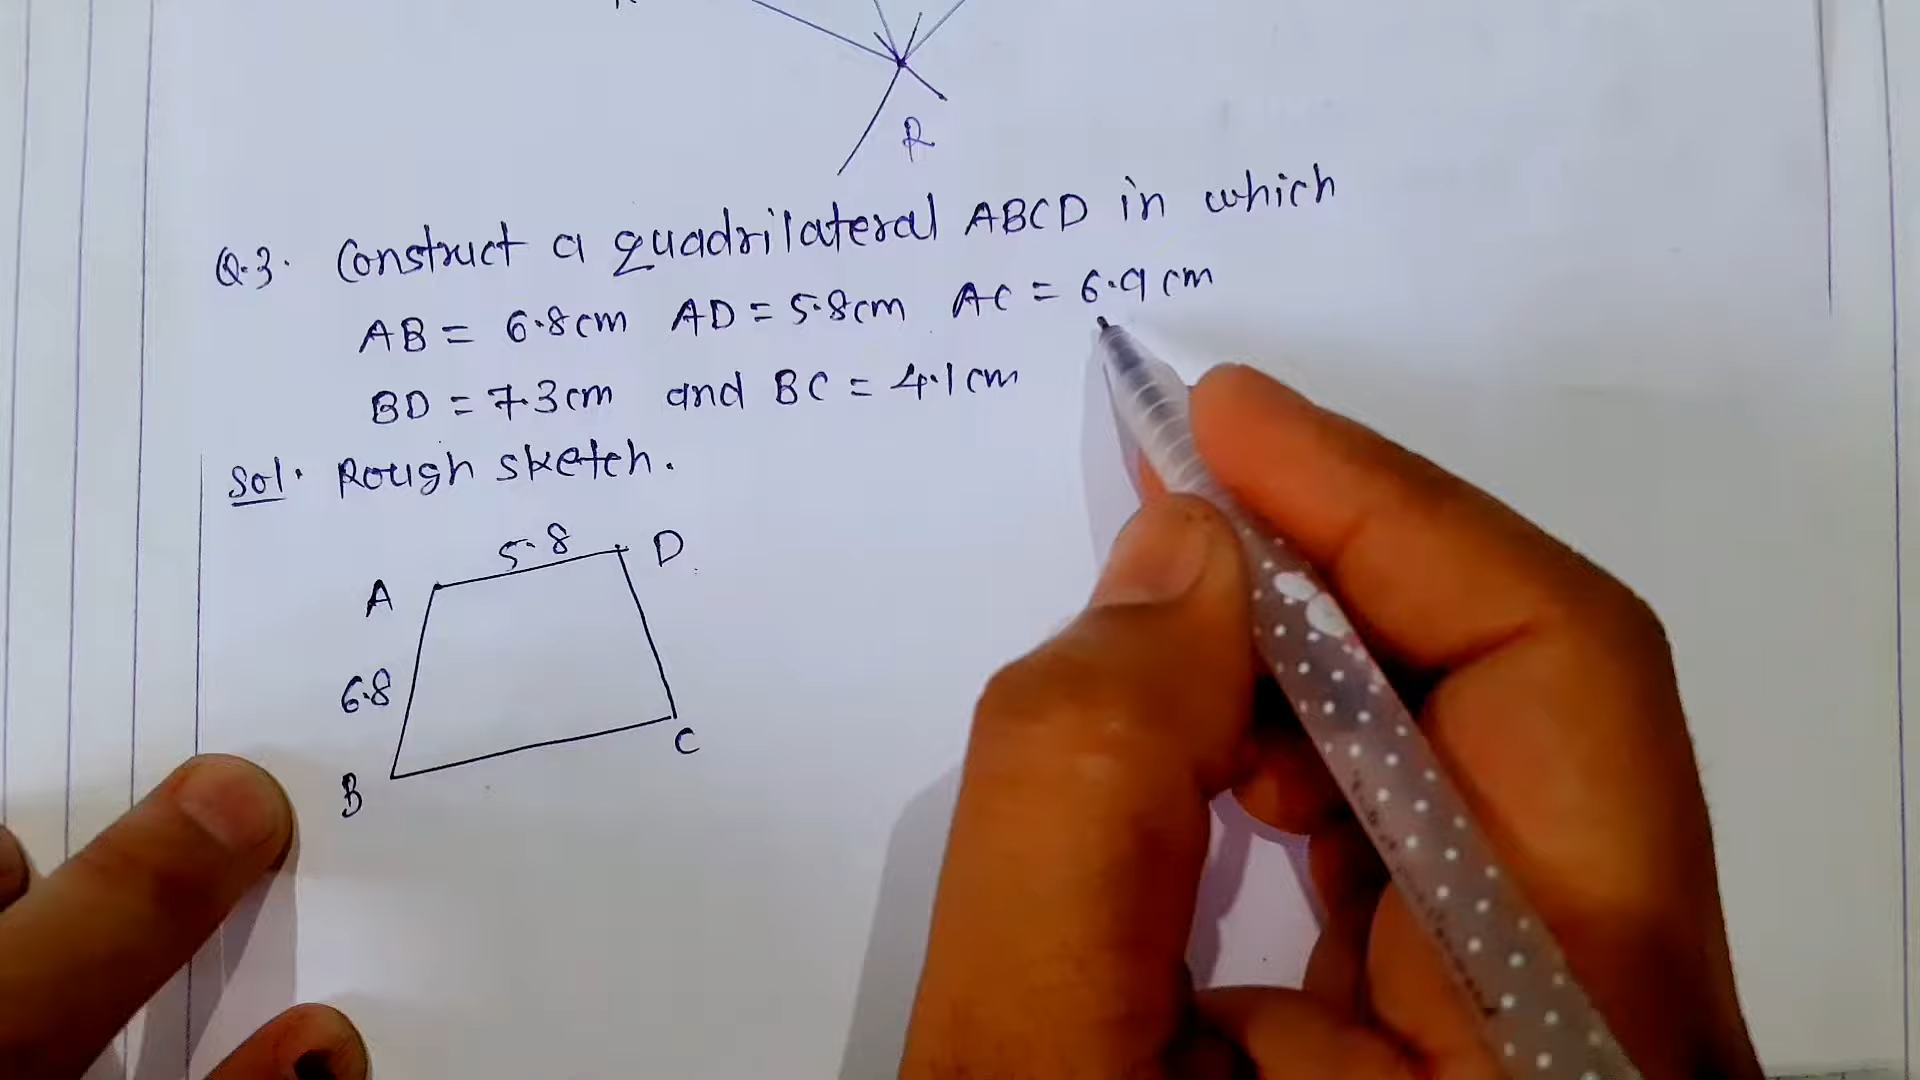 R
Q.3. Construct a quadrilateral ABCD in which
AB = 6.8cm AD = 5.8cm AC = 6.9cm
BD = 7.3cm and BC = 4.1cm
Sol. Rough sketch.
5.8 D
A
6.8
C
B